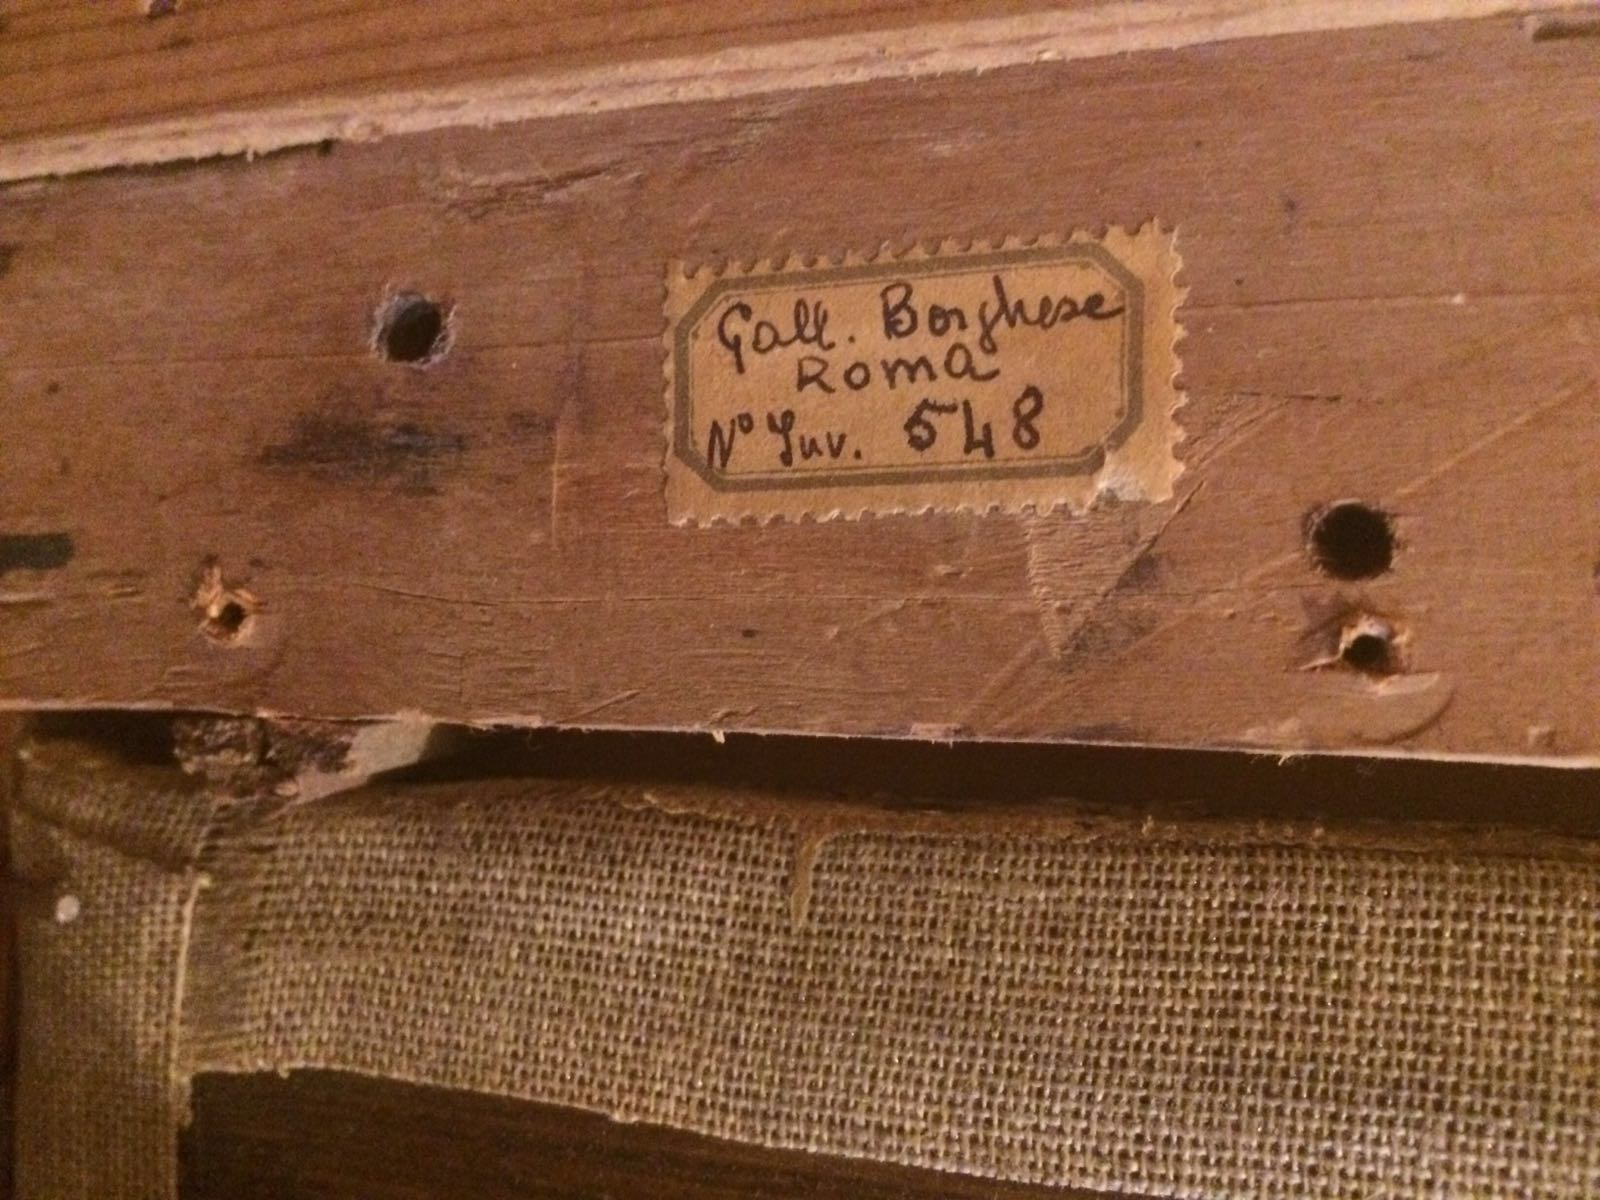 Gall. Borghese
Roma
N° Inv. 548